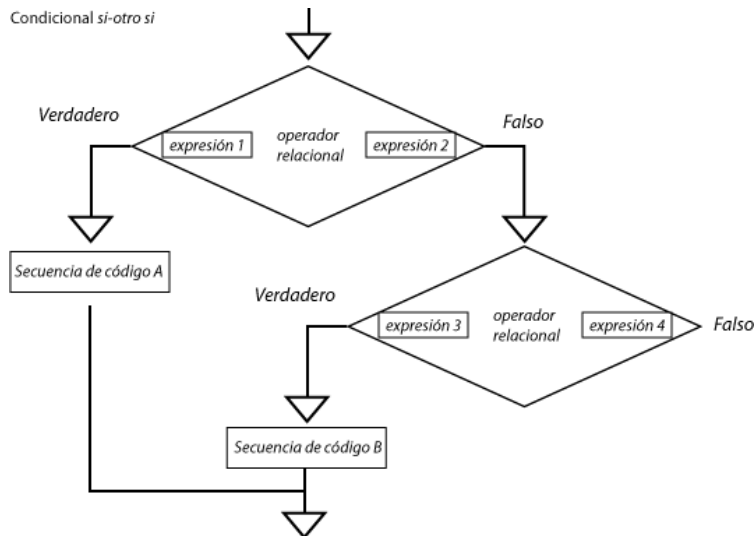 Condicional si-otro si
Verdadero
Falso
expresión 1
operador
relacional
expresión 2
Secuencia de código A
Verdadero
Falso
expresión 3
operador
relacional
expresión 4
Secuencia de código B